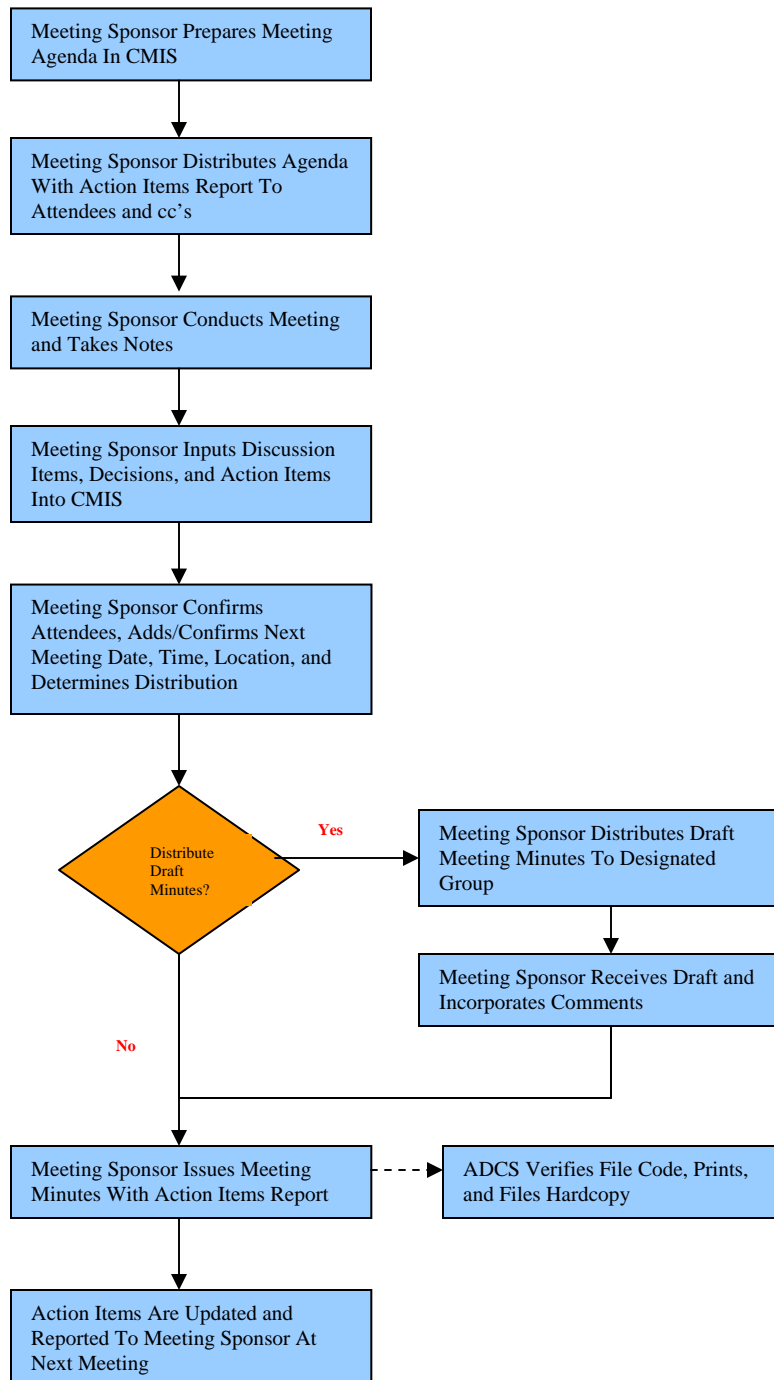 Meeting Sponsor Prepares Meeting
Agenda In CMIS
Meeting Sponsor Distributes Agenda
With Action Items Report To
Attendees and cc’s
Meeting Sponsor Conducts Meeting
and Takes Notes
Meeting Sponsor Inputs Discussion
Items, Decisions, and Action Items
Into CMIS
Meeting Sponsor Confirms
Attendees, Adds/Confirms Next
Meeting Date, Time, Location, and
Determines Distribution
Distribute
Draft
Minutes?
Yes
Meeting Sponsor Distributes Draft
Meeting Minutes To Designated
Group
Meeting Sponsor Receives Draft and
Incorporates Comments
No
Meeting Sponsor Issues Meeting
Minutes With Action Items Report
ADCS Verifies File Code, Prints,
and Files Hardcopy
Action Items Are Updated and
Reported To Meeting Sponsor At
Next Meeting